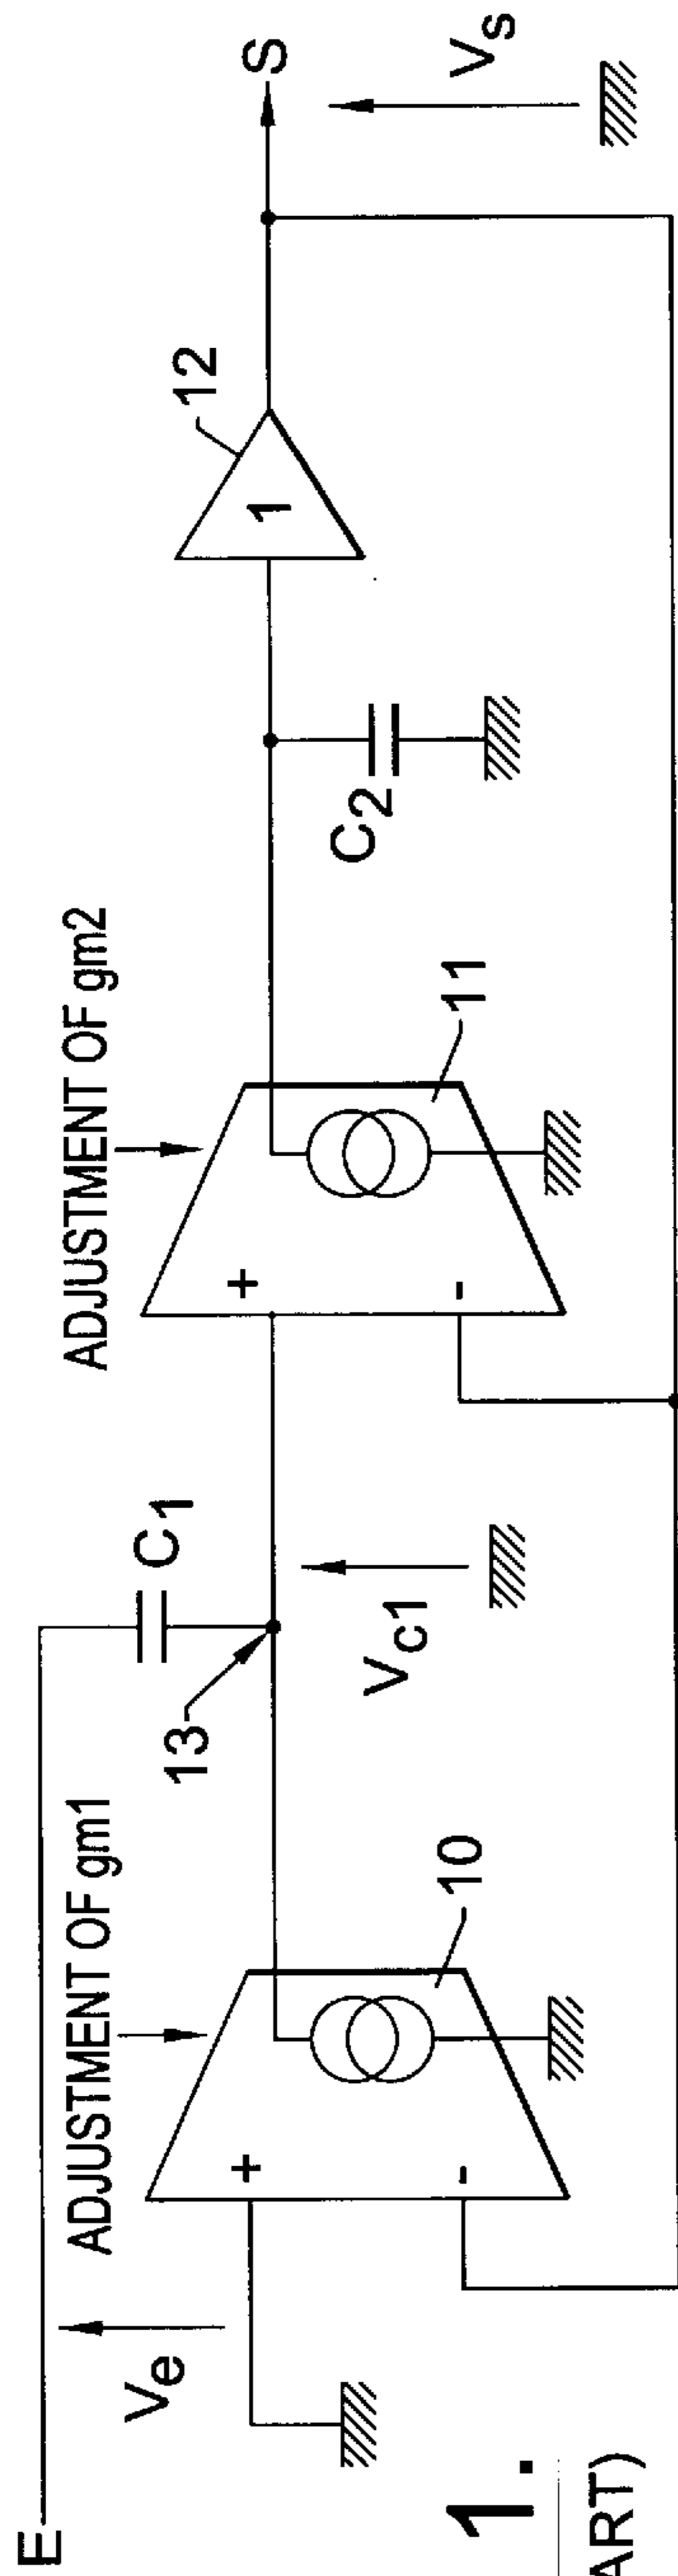 E
Ve
+
-
ADJUSTMENT OF gm1
10
13
C1
Vc1
ADJUSTMENT OF gm2
+
-
11
C2
1
12
S
Vs
1.
ART)